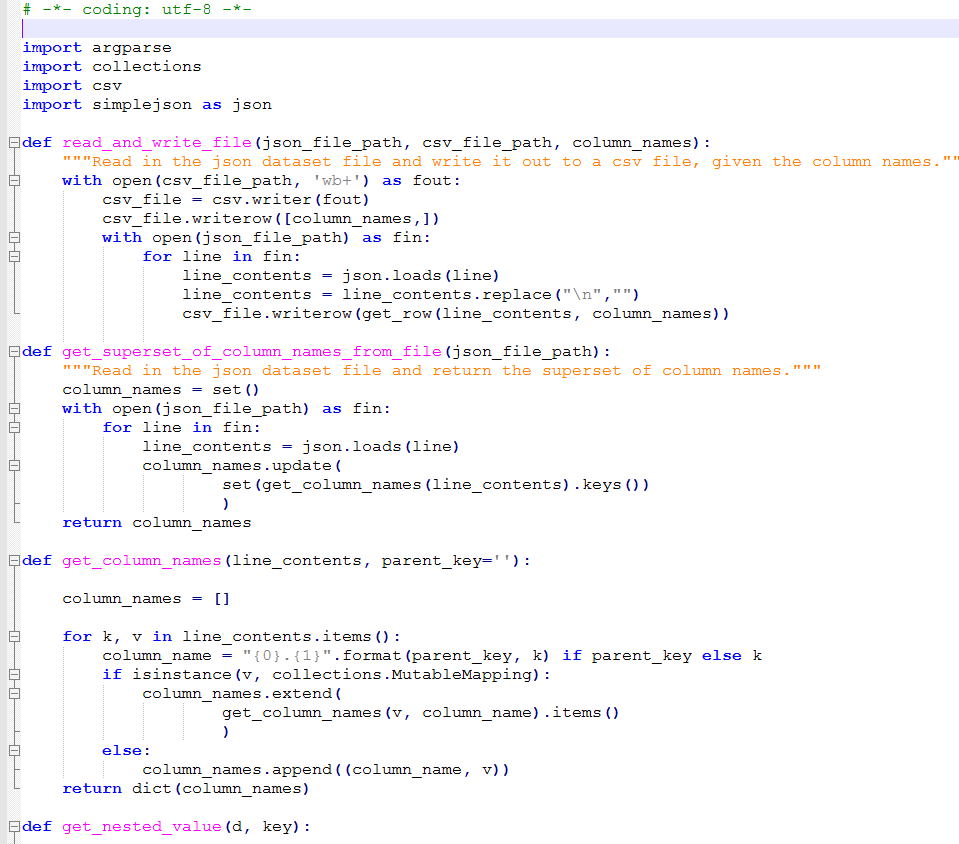 # -*- coding: utf-8 -*-
import argparse
import collections
import csv
import simplejson as json
def read_and_write_file(json_file_path, csv_file_path, column_names):
    """Read in the json dataset file and write it out to a csv file, given the column names.""
    with open(csv_file_path, 'wb+') as fout:
        csv_file = csv.writer(fout)
        csv_file.writerow([column_names,])
        with open(json_file_path) as fin:
            for line in fin:
                line_contents = json.loads(line)
                line_contents = line_contents.replace("\n","")
                csv_file.writerow(get_row(line_contents, column_names))
def get_superset_of_column_names_from_file(json_file_path):
    """Read in the json dataset file and return the superset of column names."""
    column_names = set()
    with open(json_file_path) as fin:
        for line in fin:
            line_contents = json.loads(line)
            column_names.update(
                    set(get_column_names(line_contents).keys())
                    )
    return column_names
def get_column_names(line_contents, parent_key=''):
    column_names = []
    for k, v in line_contents.items():
        column_name = "{0}.{1}".format(parent_key, k) if parent_key else k
        if isinstance(v, collections.MutableMapping):
            column_names.extend(
                    get_column_names(v, column_name).items()
                    )
        else:
            column_names.append((column_name, v))
    return dict(column_names)
def get_nested_value(d, key):